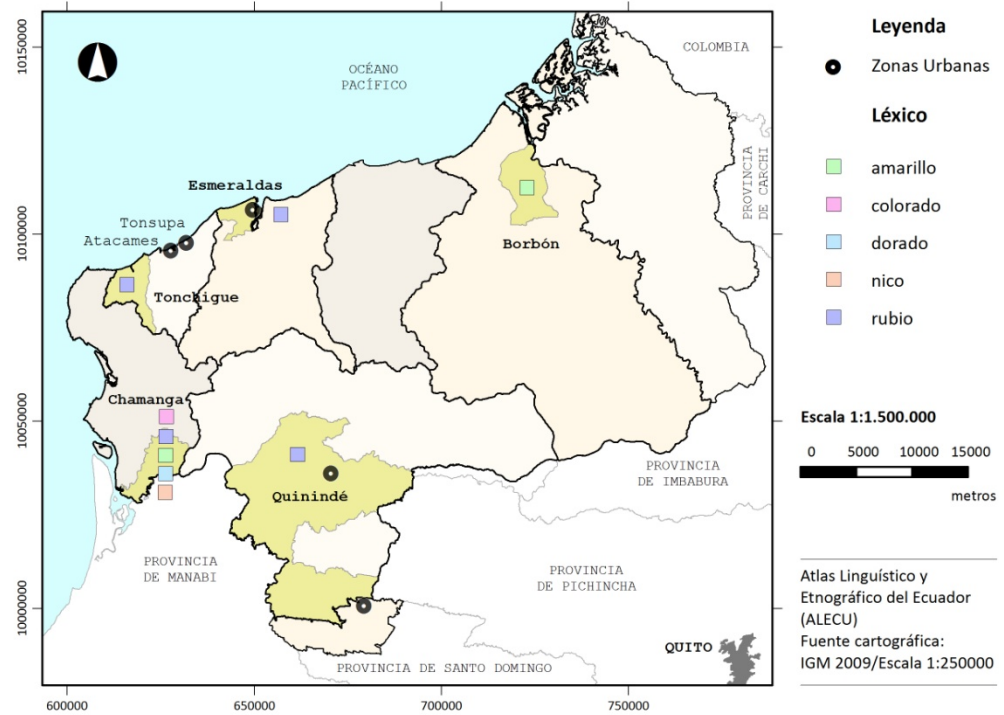 10150000
10100000
10050000
10000000
COLOMBIA
OCÉANO
PACÍFICO
PROVINCIA
DE CARCHI
Esmeraldas
Tonsupa
Atacames
Borbón
Tonchigue
Chamanga
Quinindé
PROVINCIA
DE IMBABURA
PROVINCIA
DE MANABI
PROVINCIA
DE PICHINCHA
QUITO
PROVINCIA DE SANTO DOMINGO
600000
650000
700000
750000
Leyenda
Zonas Urbanas
Léxico
amarillo
colorado
dorado
nico
rubio
Escala 1:1.500.000
0 5000 10000 15000
metros
Atlas Linguístico y
Etnográfico del Ecuador
(ALECU)
Fuente cartográfica:
IGM 2009/Escala 1:250000